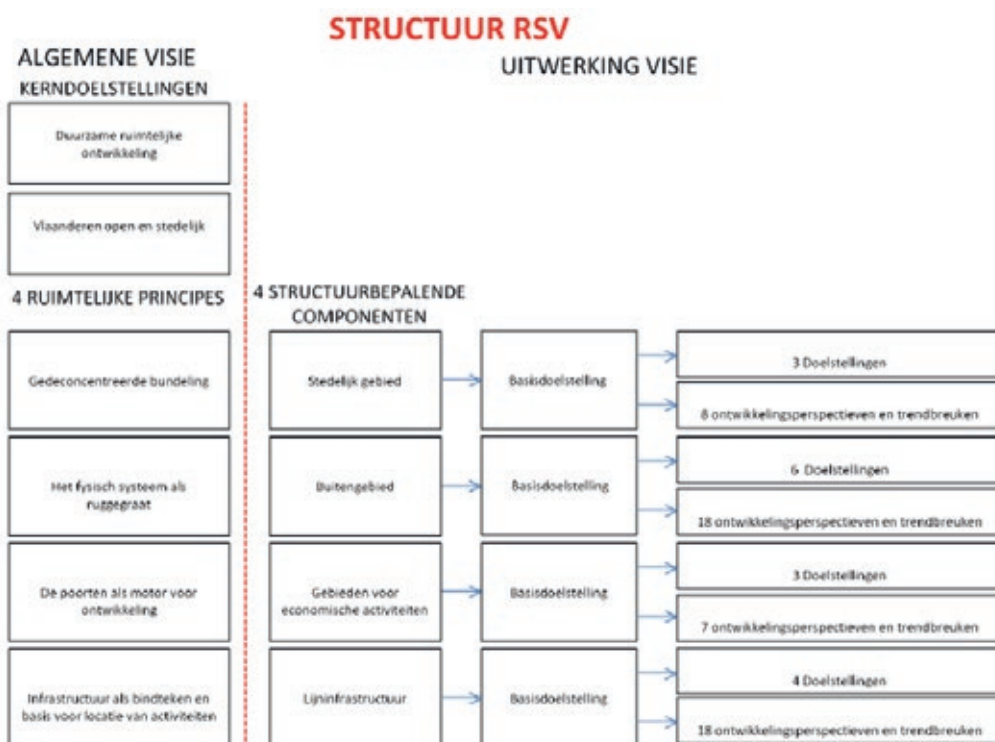 STRUCTUUR RSV
ALGEMENE VISIE
KERNDOELSTELLINGEN
Duurzame ruimtelijke
ontwikkeling
Vlaanderen open en stedelijk
4 RUIMTELIJKE PRINCIPES
Gedeconcentreerde bundeling
Het fysisch systeem als
ruggegraat
De poorten als motor voor
ontwikkeling
Infrastructuur als bindteken en
basis voor locatie van activiteiten
UITWERKING VISIE
4 STRUCTUURBEPALENDE
COMPONENTEN
Stedelijk gebied
Basisdoelstelling
3 Doelstellingen
8 ontwikkelingsperspectieven en trendbreuken
Buitengebied
Basisdoelstelling
6 Doelstellingen
18 ontwikkelingsperspectieven en trendbreuken
Gebieden voor
economische activiteiten
Basisdoelstelling
3 Doelstellingen
7 ontwikkelingsperspectieven en trendbreuken
Lijninfrastructuur
Basisdoelstelling
4 Doelstellingen
18 ontwikkelingsperspectieven en trendbreuken